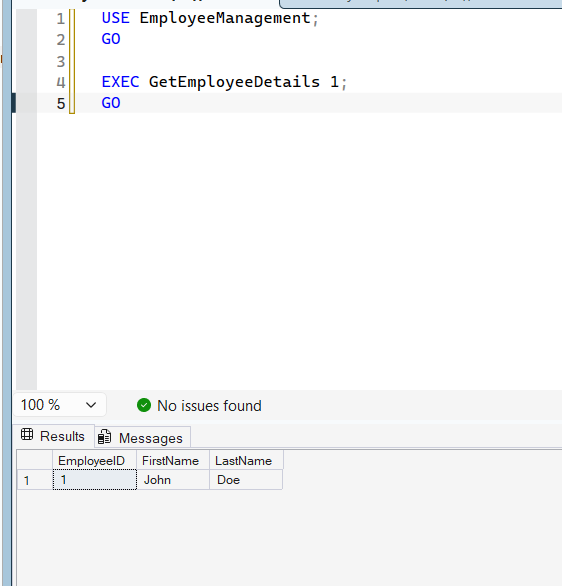 1 USE EmployeeManagement;
2 GO
3
4 EXEC GetEmployeeDetails 1;
5 GO
100 %
No issues found
Results Messages
EmployeeID FirstName LastName
1 1 John Doe